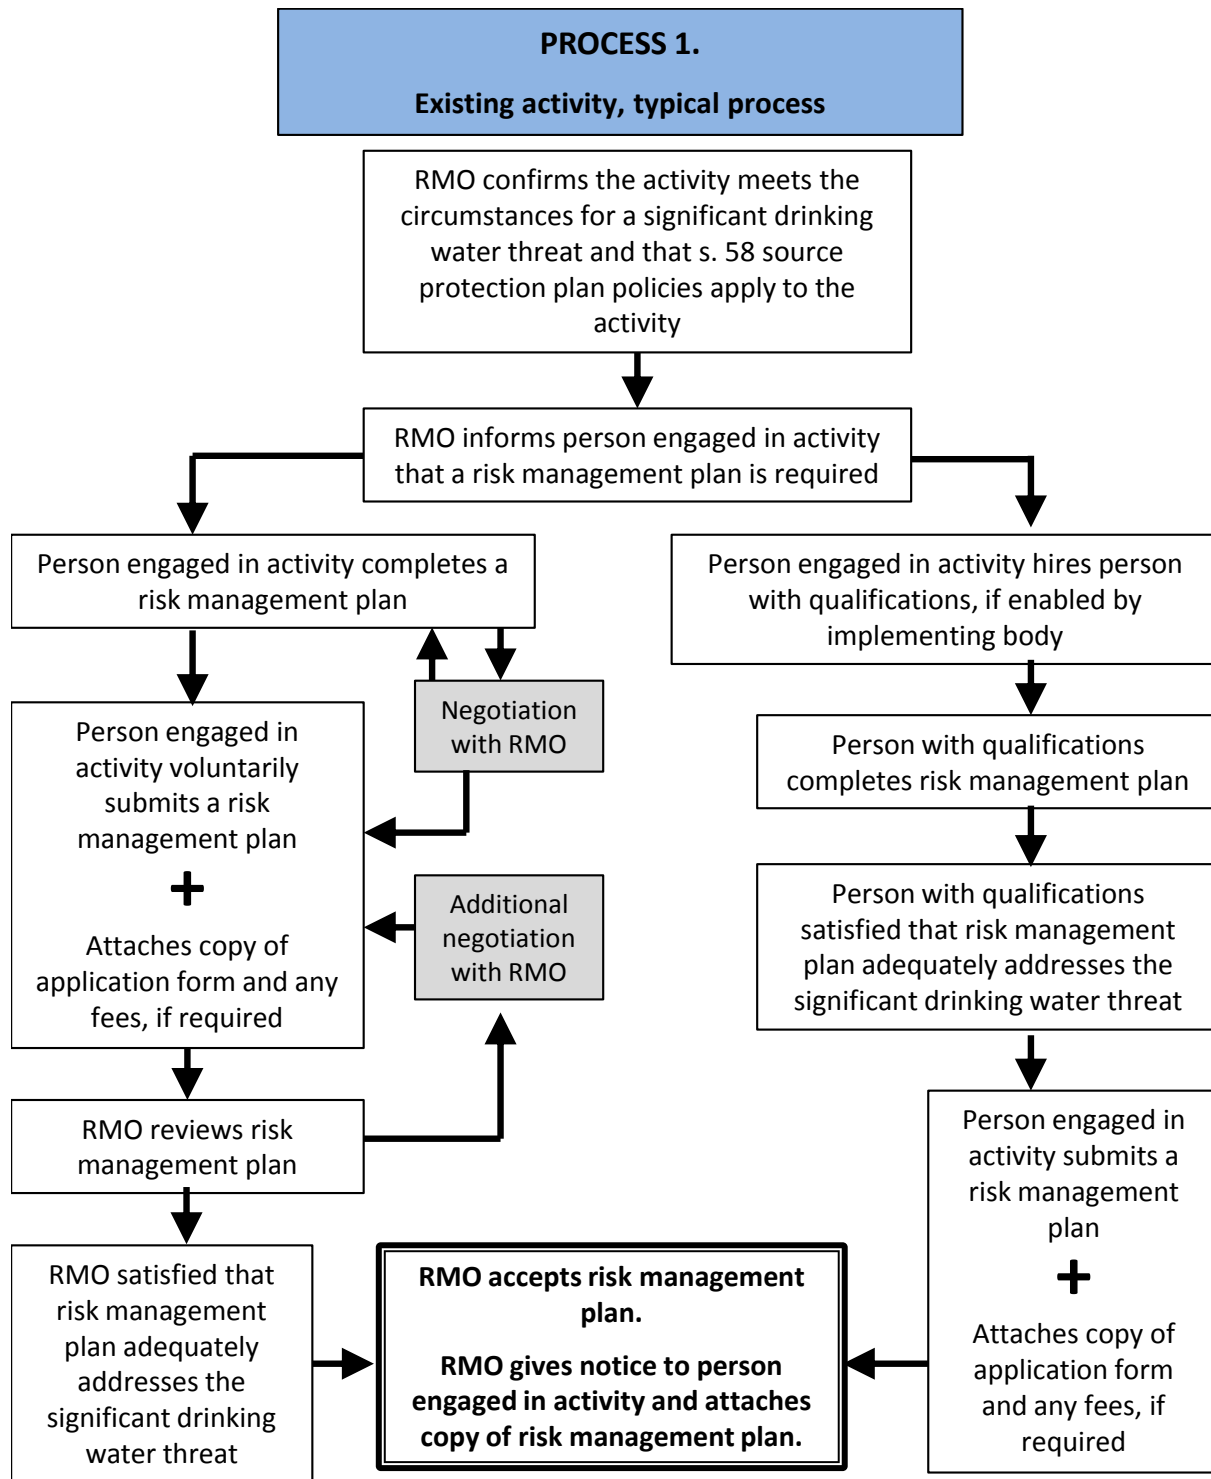 PROCESS 1.
Existing activity, typical process
RMO confirms the activity meets the
circumstances for a significant drinking
water threat and that s. 58 source
protection plan policies apply to the
activity
RMO informs person engaged in activity
that a risk management plan is required
Person engaged in activity completes a
risk management plan
Person engaged in activity hires person
with qualifications, if enabled by
implementing body
Negotiation
with RMO
Person engaged in
activity voluntarily
submits a risk
management plan
+
Attaches copy of
application form and any
fees, if required
Person with qualifications
completes risk management plan
Additional
negotiation
with RMO
Person with qualifications
satisfied that risk management
plan adequately addresses the
significant drinking water threat
RMO reviews risk
management plan
Person engaged in
activity submits a
risk management
plan
+
Attaches copy of
application form
and any fees, if
required
RMO satisfied that
risk management
plan adequately
addresses the
significant drinking
water threat
RMO accepts risk management
plan.
RMO gives notice to person
engaged in activity and attaches
copy of risk management plan.